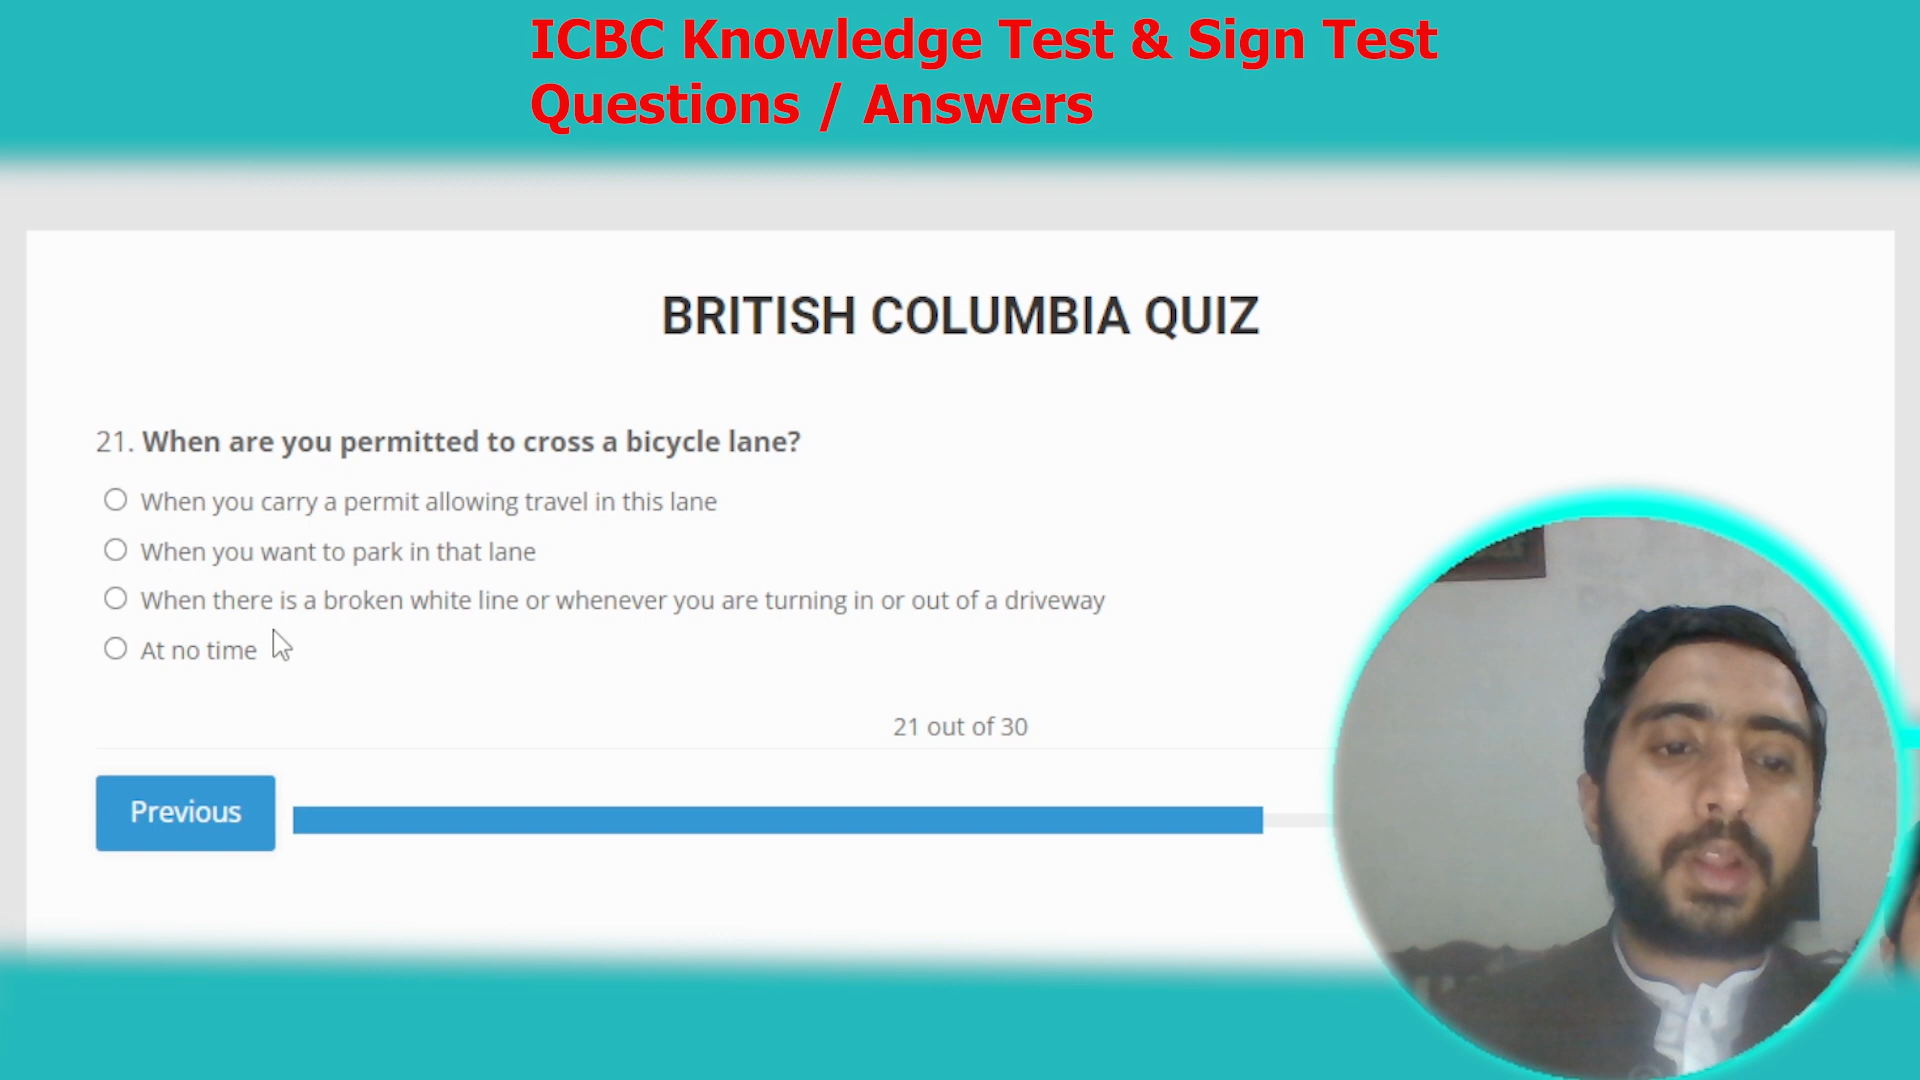 ICBC Knowledge Test & Sign Test
Questions / Answers
BRITISH COLUMBIA QUIZ
21. When are you permitted to cross a bicycle lane?
When you carry a permit allowing travel in this lane
When you want to park in that lane
When there is a broken white line or whenever you are turning in or out of a driveway
At no time
21 out of 30
Previous